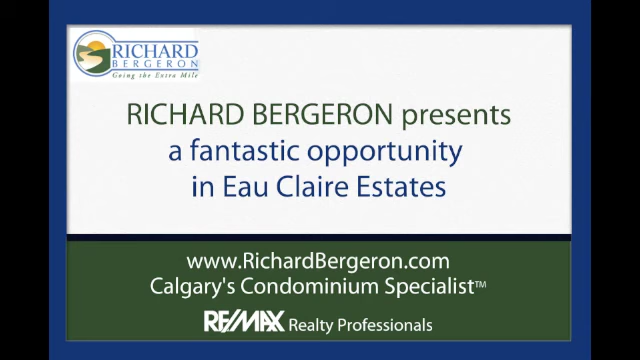 RICHARD
BERGERON
Going the Extra Mile
RICHARD BERGERON presents
a fantastic opportunity
in Eau Claire Estates
www.RichardBergeron.com
Calgary's Condominium Specialist™
RE/MAX Realty Professionals